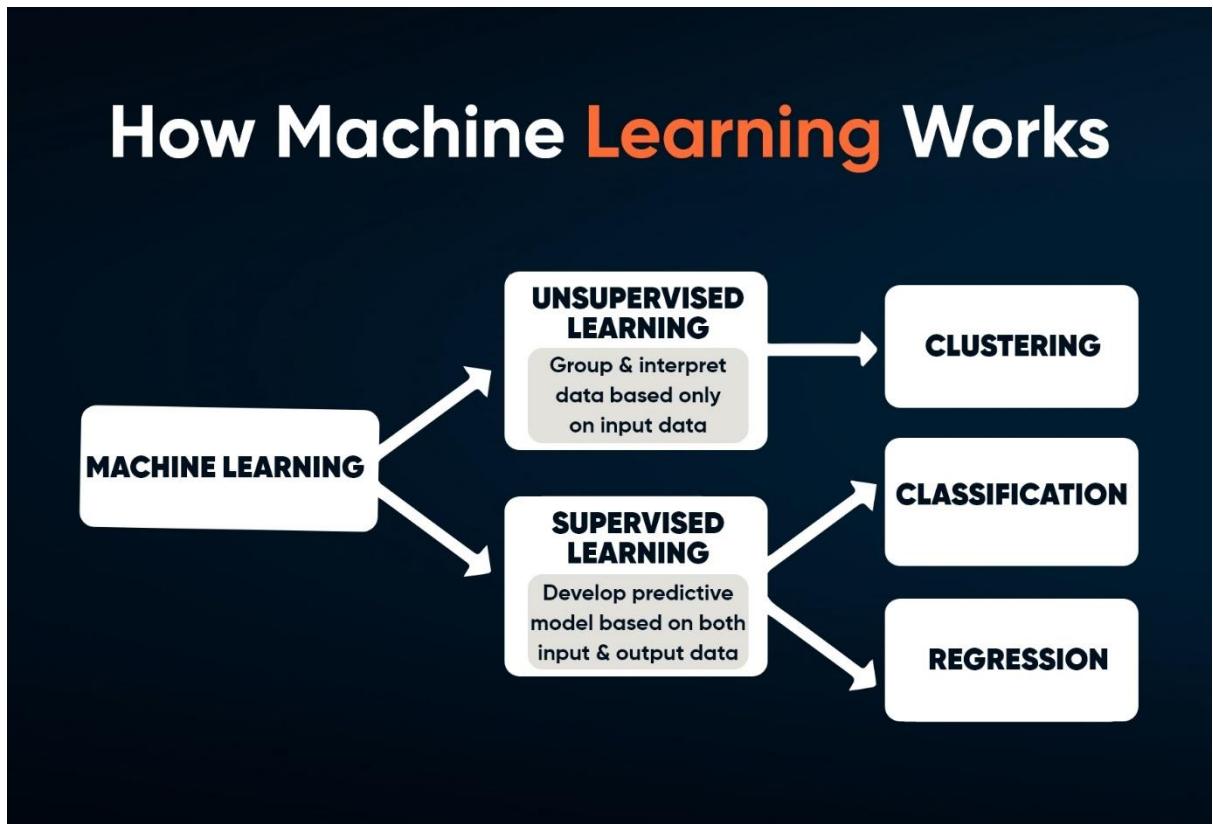 How Machine Learning Works
MACHINE LEARNING
UNSUPERVISED
LEARNING
Group & interpret
data based only
on input data
SUPERVISED
LEARNING
Develop predictive
model based on both
input & output data
CLUSTERING
CLASSIFICATION
REGRESSION